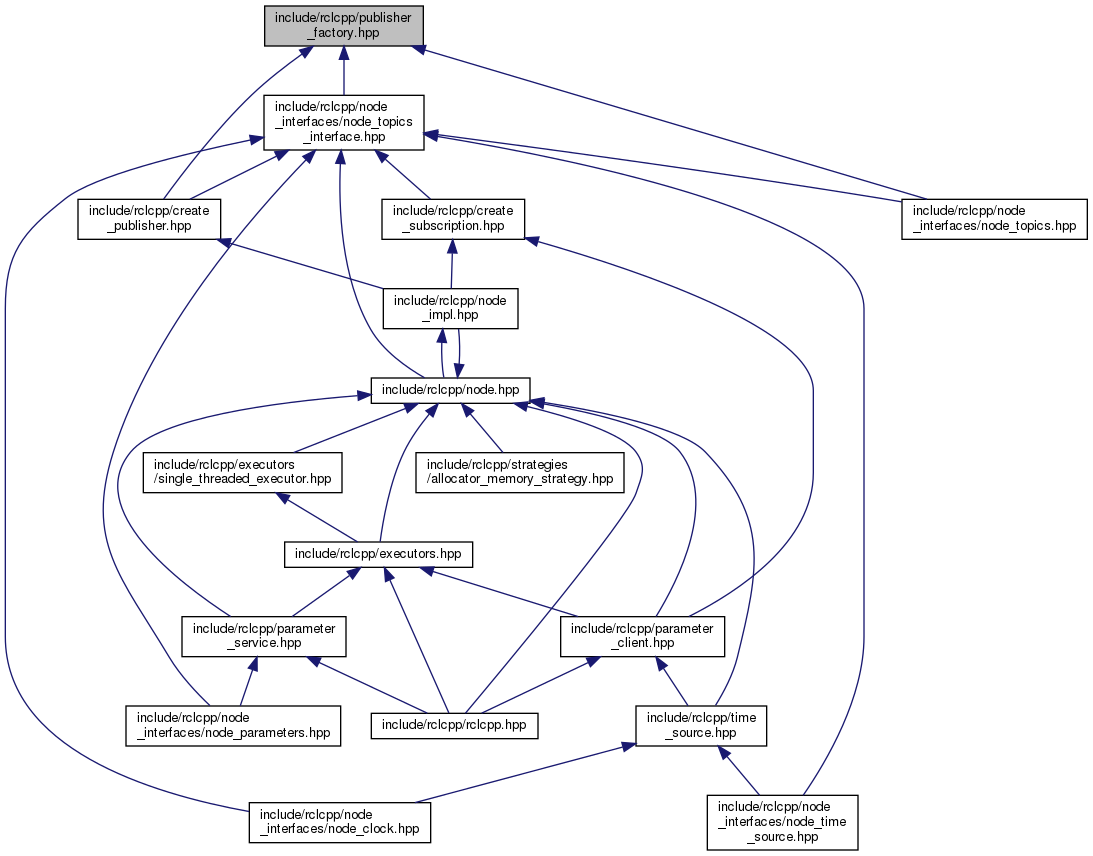 include/rclcpp/publisher
_factory.hpp
include/rclcpp/node
_interfaces/node_topics
_interface.hpp
include/rclcpp/create
_publisher.hpp
include/rclcpp/create
_subscription.hpp
include/rclcpp/node
_interfaces/node_topics.hpp
include/rclcpp/node
_impl.hpp
include/rclcpp/node.hpp
include/rclcpp/executors
/single_threaded_executor.hpp
include/rclcpp/strategies
/allocator_memory_strategy.hpp
include/rclcpp/executors.hpp
include/rclcpp/parameter
_service.hpp
include/rclcpp/parameter
_client.hpp
include/rclcpp/node
_interfaces/node_parameters.hpp
include/rclcpp/rclcpp.hpp
include/rclcpp/time
_source.hpp
include/rclcpp/node
_interfaces/node_clock.hpp
include/rclcpp/node
_interfaces/node_time
_source.hpp